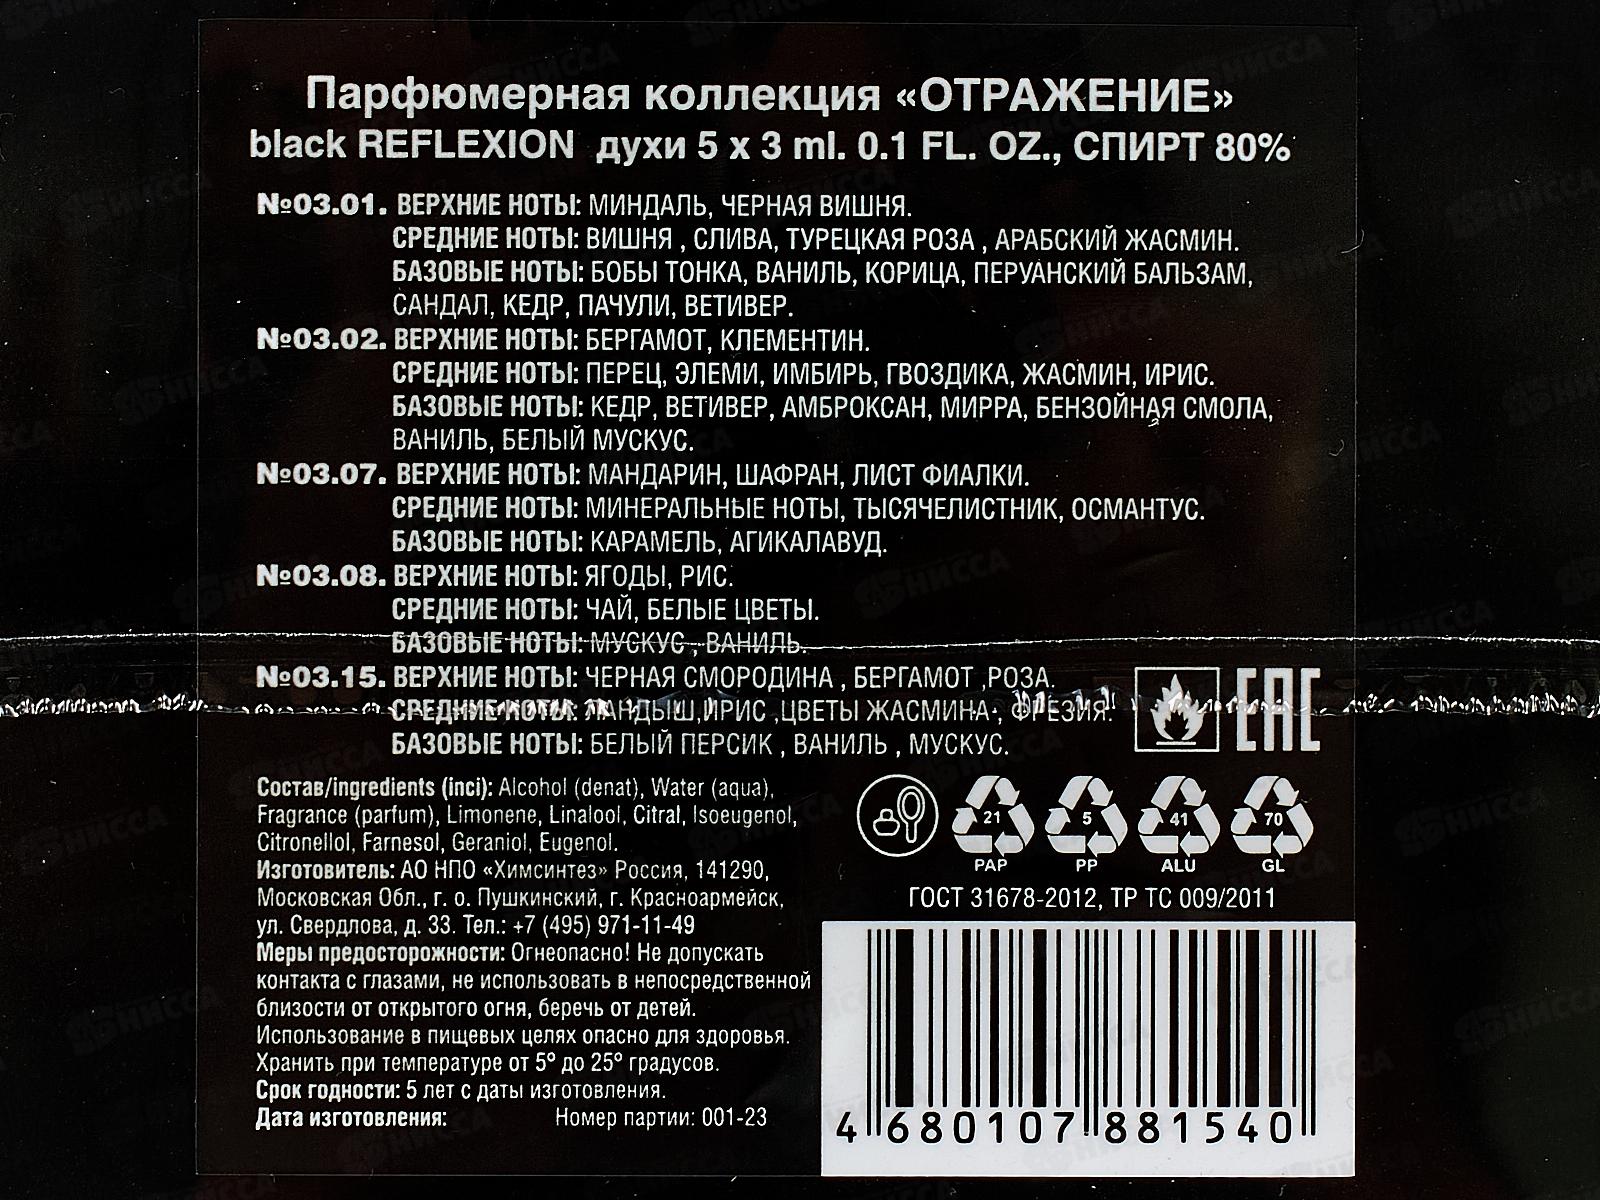 Парфюмерная коллекция «ОТРАЖЕНИЕ»
black REFLEXION духи 5 x 3 ml. 0.1 FL. OZ., СПИРТ 80%
№03.01. ВЕРХНИЕ НОТЫ: МИНДАЛЬ, ЧЕРНАЯ ВИШНЯ.
СРЕДНИЕ НОТЫ: ВИШНЯ , СЛИВА, ТУРЕЦКАЯ РОЗА , АРАБСКИЙ ЖАСМИН.
БАЗОВЫЕ НОТЫ: БОБЫ ТОНКА, ВАНИЛЬ, КОРИЦА, ПЕРУАНСКИЙ БАЛЬЗАМ,
САНДАЛ, КЕДР, ПАЧУЛИ, ВЕТИВЕР.
№03.02. ВЕРХНИЕ НОТЫ: БЕРГАМОТ, КЛЕМЕНТИН.
СРЕДНИЕ НОТЫ: ПЕРЕЦ, ЭЛЕМИ, ИМБИРЬ, ГВОЗДИКА, ЖАСМИН, ИРИС.
БАЗОВЫЕ НОТЫ: КЕДР, ВЕТИВЕР, АМБРОКСАН, МИРРА, БЕНЗОЙНАЯ СМОЛА,
ВАНИЛЬ, БЕЛЫЙ МУСКУС.
№03.07. ВЕРХНИЕ НОТЫ: МАНДАРИН, ШАФРАН, ЛИСТ ФИАЛКИ.
СРЕДНИЕ НОТЫ: МИНЕРАЛЬНЫЕ НОТЫ, ТЫСЯЧЕЛИСТНИК, ОСМАНТУС.
БАЗОВЫЕ НОТЫ: КАРАМЕЛЬ, АГИКАЛАВУД.
№03.08. ВЕРХНИЕ НОТЫ: ЯГОДЫ, РИС.
СРЕДНИЕ НОТЫ: ЧАЙ, БЕЛЫЕ ЦВЕТЫ.
БАЗОВЫЕ НОТЫ: МУСКУС , ВАНИЛЬ.
№03.15. ВЕРХНИЕ НОТЫ: ЧЕРНАЯ СМОРОДИНА , БЕРГАМОТ ,РОЗА.
СРЕДНИЕ НОТЫ: ЛАНДЫШ,ИРИС ,ЦВЕТЫ ЖАСМИНА , ФРЕЗИЯ.
БАЗОВЫЕ НОТЫ: БЕЛЫЙ ПЕРСИК , ВАНИЛЬ , МУСКУС.
EAC
Состав/ingredients (inci): Alcohol (denat), Water (aqua),
Fragrance (parfum), Limonene, Linalool, Citral, Isoeugenol,
Citronellol, Farnesol, Geraniol, Eugenol.
Изготовитель: АО НПО «Химсинтез» Россия, 141290,
Московская Обл., г. о. Пушкинский, г. Красноармейск,
ул. Свердлова, д. 33. Тел.: +7 (495) 971-11-49
Меры предосторожности: Огнеопасно! Не допускать
контакта с глазами, не использовать в непосредственной
близости от открытого огня, беречь от детей.
Использование в пищевых целях опасно для здоровья.
Хранить при температуре от 5° до 25° градусов.
Срок годности: 5 лет с даты изготовления.
Дата изготовления: Номер партии: 001-23
21 5 41 70
PAP PP ALU GL
ГОСТ 31678-2012, ТР ТС 009/2011
4 680107 881540
НИССА